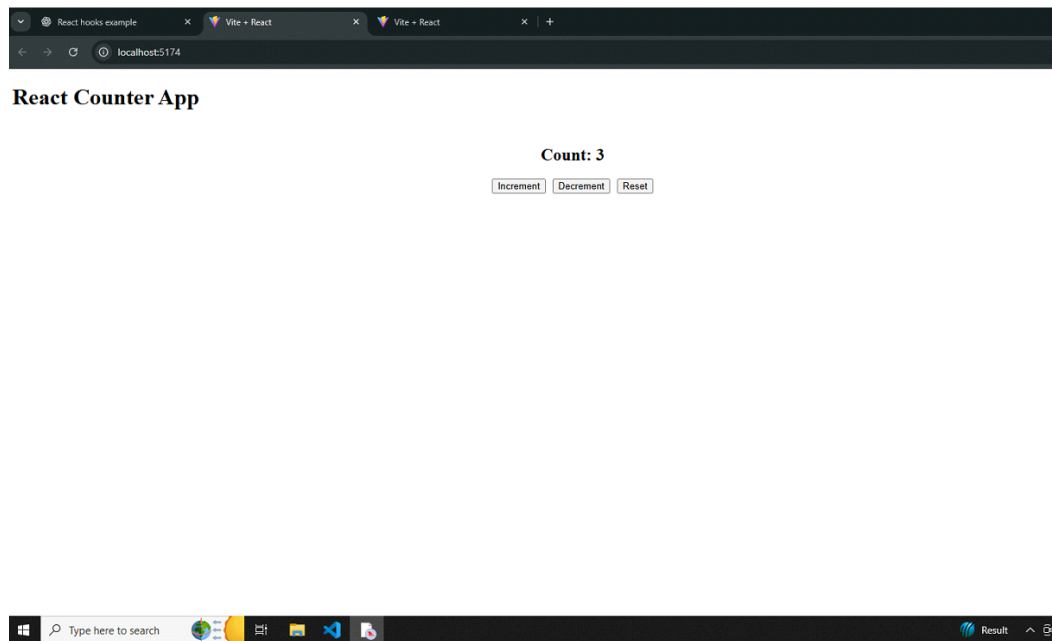 React hooks example
Vite + React
Vite + React
localhost:5174
React Counter App
Count: 3
Increment Decrement Reset
Type here to search
Result